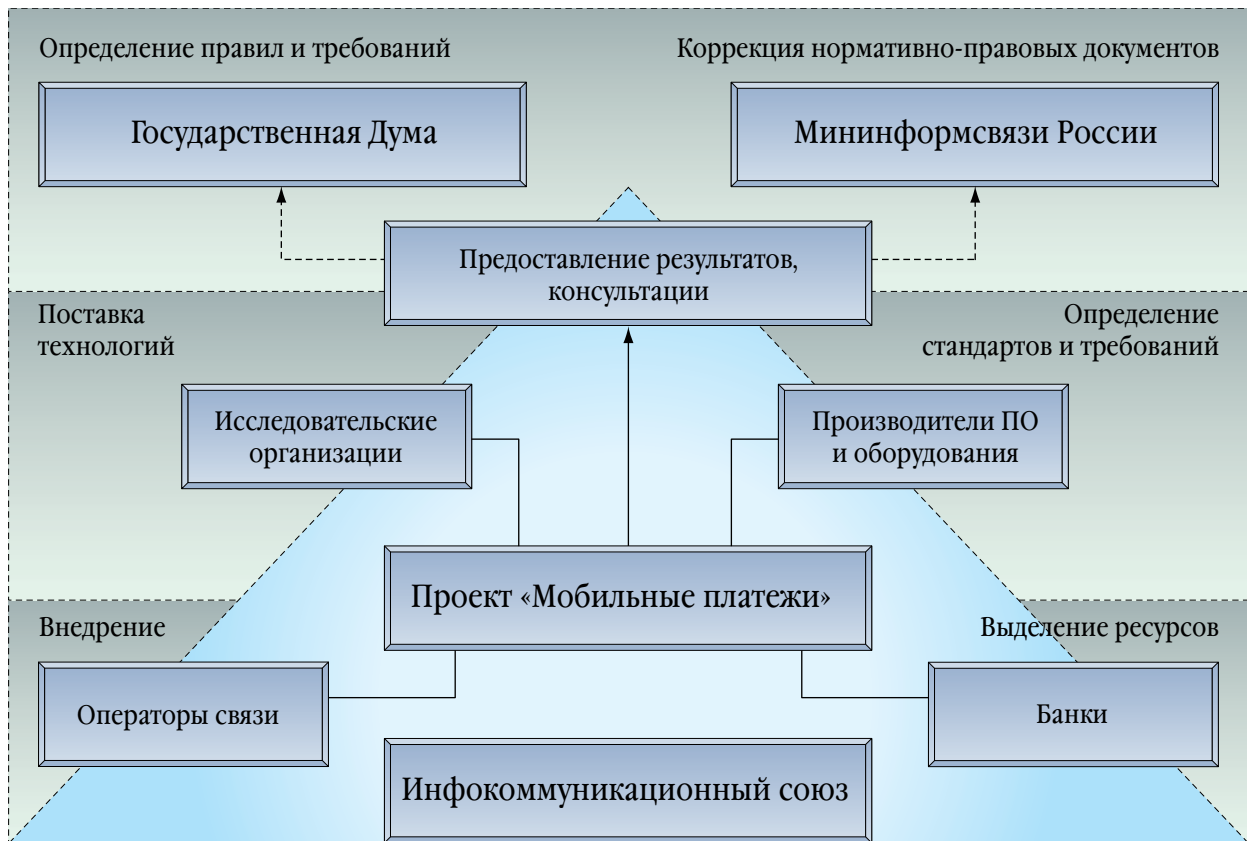 Определение правил и требований
Коррекция нормативно-правовых документов
Государственная Дума
Мининформсвязи России
Предоставление результатов,
консультации
Поставка
технологий
Определение
стандартов и требований
Исследовательские
организации
Производители ПО
и оборудования
Проект «Мобильные платежи»
Внедрение
Выделение ресурсов
Операторы связи
Банки
Инфокоммуникационный союз